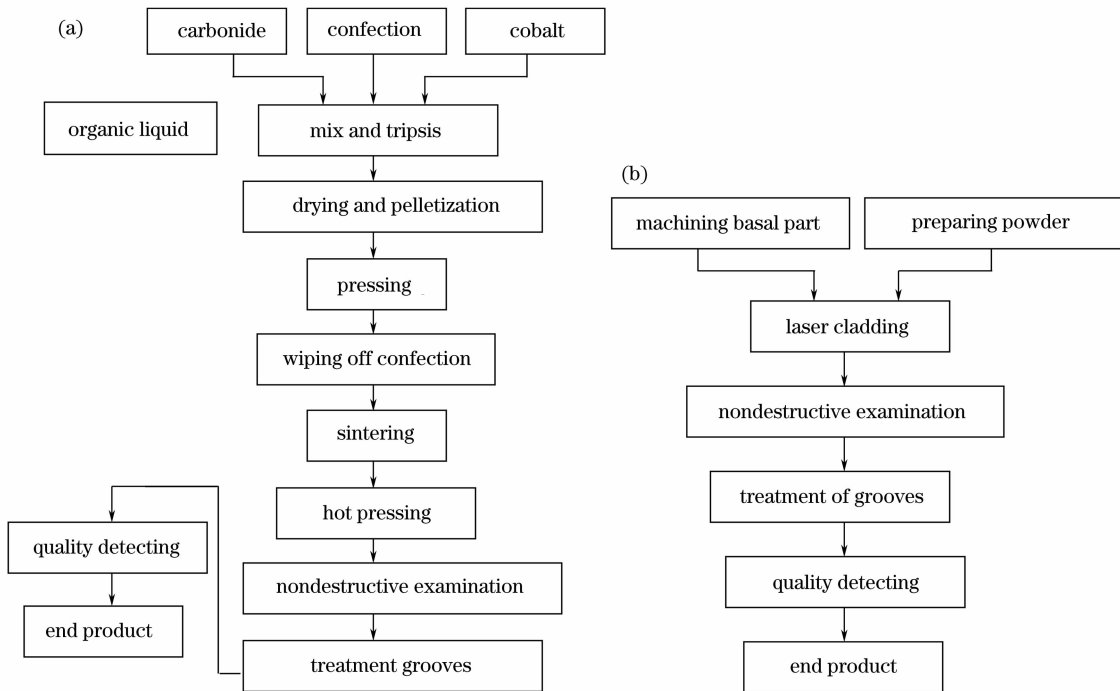 (a)
carbonide
confection
cobalt
organic liquid
mix and tripsis
drying and pelletization
pressing
wiping off confection
sintering
hot pressing
nondestructive examination
treatment grooves
quality detecting
end product
(b)
machining basal part
preparing powder
laser cladding
nondestructive examination
treatment of grooves
quality detecting
end product